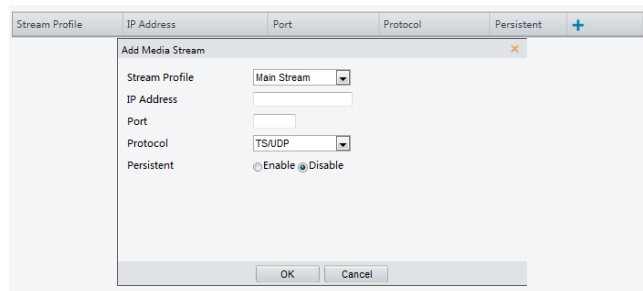 Stream Profile IP Address Port Protocol Persistent +
Add Media Stream ×
Stream Profile Main Stream
IP Address
Port
Protocol TS/UDP
Persistent Enable Disable
OK Cancel